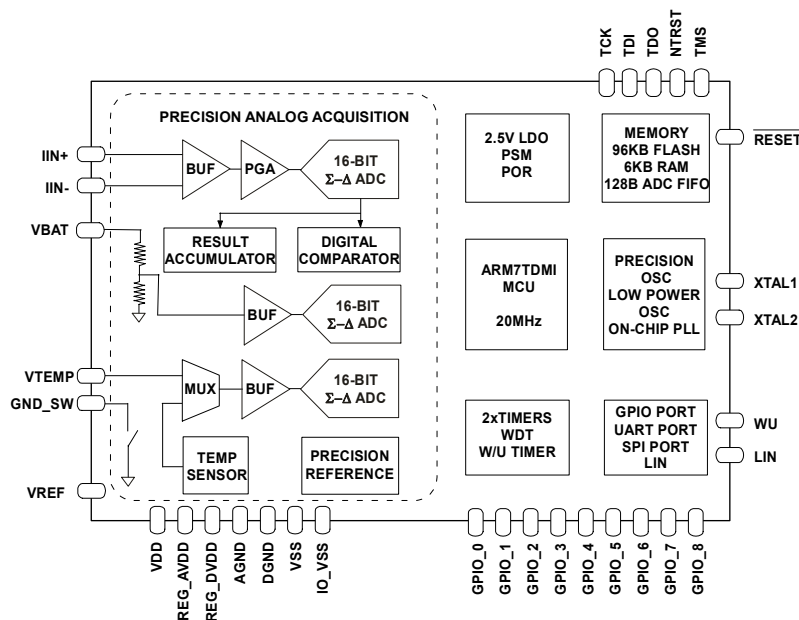 TCK
TDI
TDO
NTRST
TMS
PRECISION ANALOG ACQUISITION
IIN+
IIN-
BUF
PGA
16-BIT
Σ–Δ ADC
2.5V LDO
PSM
POR
MEMORY
96KB FLASH
6KB RAM
128B ADC FIFO
RESET
VBAT
RESULT
ACCUMULATOR
DIGITAL
COMPARATOR
BUF
16-BIT
Σ–Δ ADC
ARM7TDMI
MCU
20MHz
PRECISION
OSC
LOW POWER
OSC
ON-CHIP PLL
XTAL1
XTAL2
VTEMP
GND_SW
MUX
BUF
16-BIT
Σ–Δ ADC
TEMP
SENSOR
PRECISION
REFERENCE
VREF
2xTIMERS
WDT
W/U TIMER
GPIO PORT
UART PORT
SPI PORT
LIN
WU
LIN
VDD
REG_AVDD
REG_DVDD
AGND
DGND
VSS
IO_VSS
GPIO_0
GPIO_1
GPIO_2
GPIO_3
GPIO_4
GPIO_5
GPIO_6
GPIO_7
GPIO_8